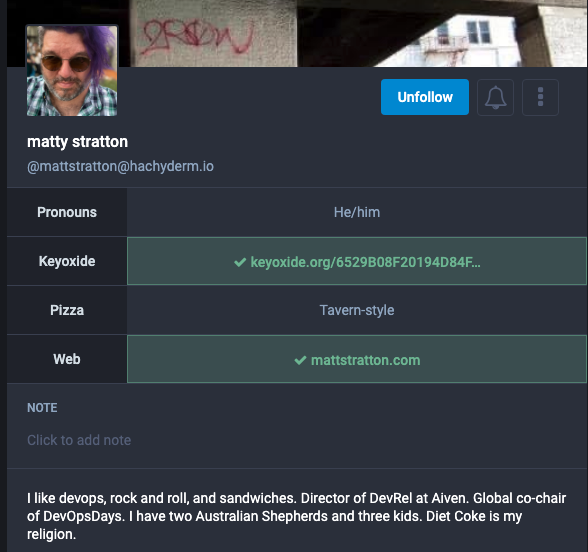 Unfollow
matty stratton
@mattstratton@hachyderm.io
Pronouns He/him
Keyoxide ✔ keyoxide.org/6529B08F20194D84F...
Pizza Tavern-style
Web ✔ mattstratton.com
NOTE
Click to add note
I like devops, rock and roll, and sandwiches. Director of DevRel at Aiven. Global co-chair
of DevOpsDays. I have two Australian Shepherds and three kids. Diet Coke is my
religion.